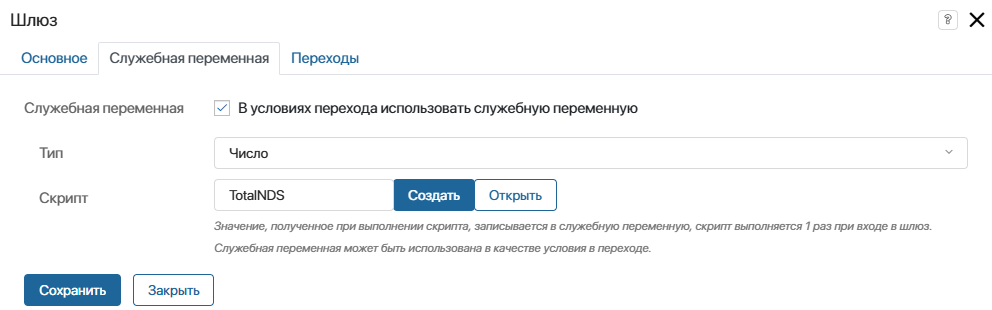 Шлюз
?
Основное Служебная переменная Переходы
Служебная переменная В условиях перехода использовать служебную переменную
Тип Число
Скрипт TotalNDS Создать Открыть
Значение, полученное при выполнении скрипта, записывается в служебную переменную, скрипт выполняется 1 раз при входе в шлюз.
Служебная переменная может быть использована в качестве условия в переходе.
Сохранить Закрыть